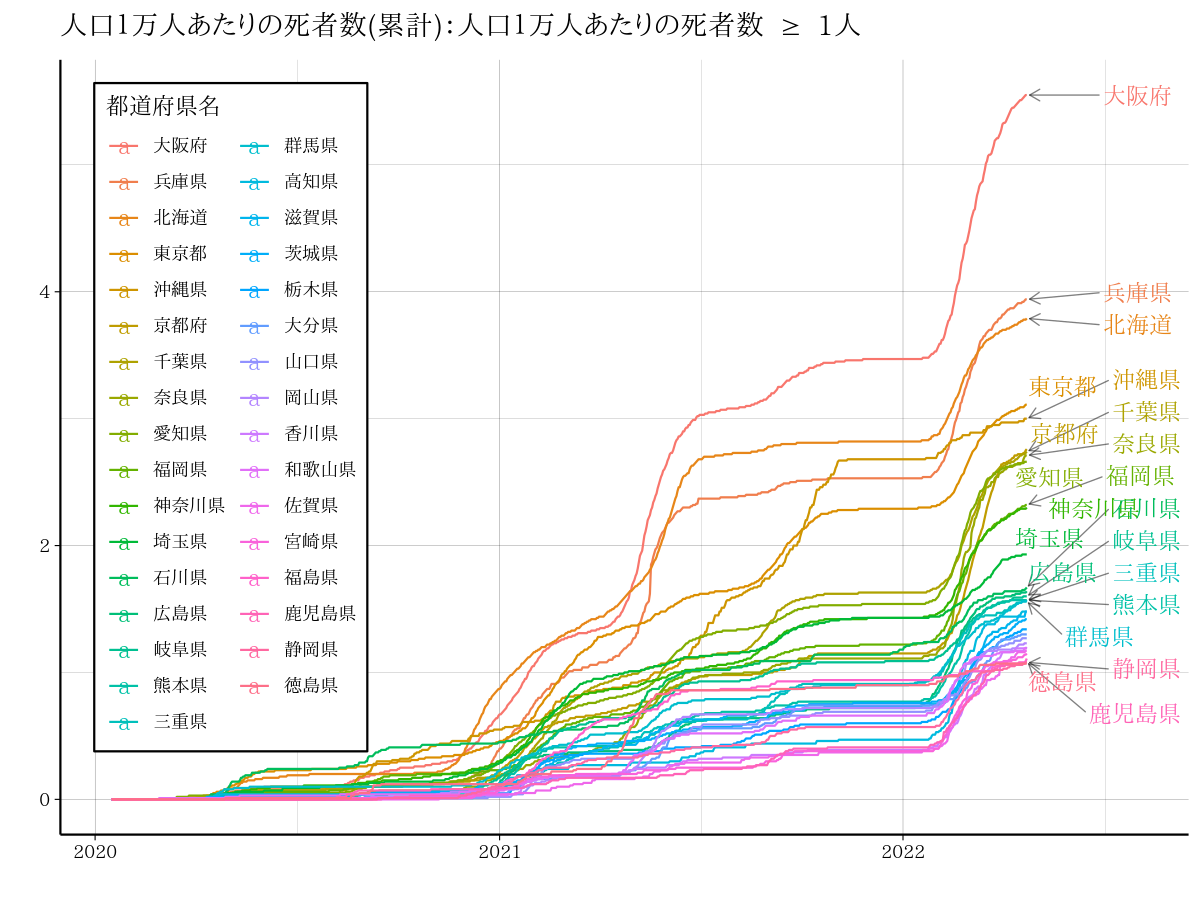 人口1万人あたりの死者数(累計)：人口1万人あたりの死者数 ≥ 1人
都道府県名
a 大阪府
a 兵庫県
a 北海道
a 東京都
a 沖縄県
a 京都府
a 千葉県
a 奈良県
a 愛知県
a 福岡県
a 神奈川県
a 埼玉県
a 石川県
a 広島県
a 岐阜県
a 熊本県
a 三重県
a 群馬県
a 高知県
a 滋賀県
a 茨城県
a 栃木県
a 大分県
a 山口県
a 岡山県
a 香川県
a 和歌山県
a 佐賀県
a 宮崎県
a 福島県
a 鹿児島県
a 静岡県
a 徳島県
大阪府
兵庫県
北海道
沖縄県
東京都
千葉県
京都府
奈良県
愛知県
福岡県
神奈川県
石川県
埼玉県
岐阜県
広島県
三重県
熊本県
群馬県
静岡県
徳島県
鹿児島県
4
2
0
2020
2021
2022